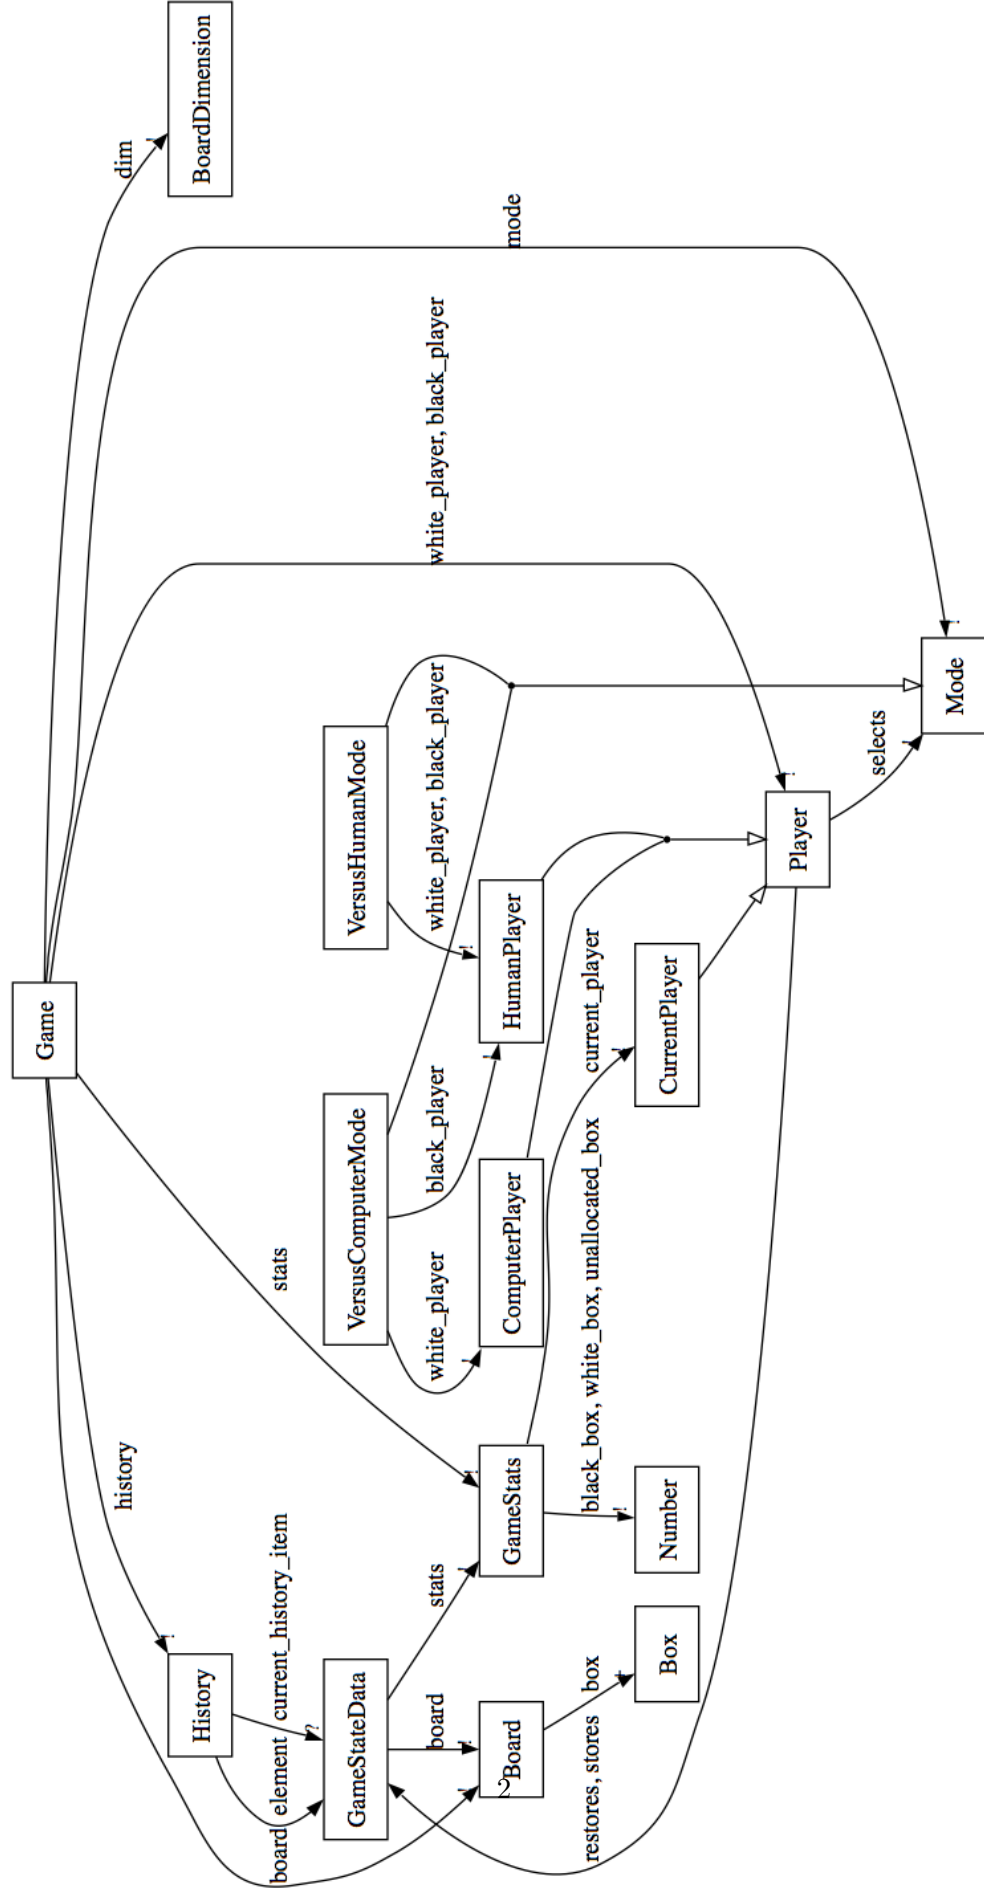 Game
dim
!
BoardDimension
mode
!
white_player, black_player
!
stats
!
history
!
board
!
History
element
current_history_item
?
VersusHumanMode
white_player, black_player
!
VersusComputerMode
black_player
!
white_player
!
GameStateData
stats
!
board
!
HumanPlayer
ComputerPlayer
GameStats
current_player
!
black_box, white_box, unallocated_box
!
Board
2
box
+
CurrentPlayer
Number
Box
restores, stores
Player
selects
!
Mode